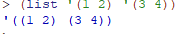 > (list '(1 2) '(3 4))
'((1 2) (3 4))